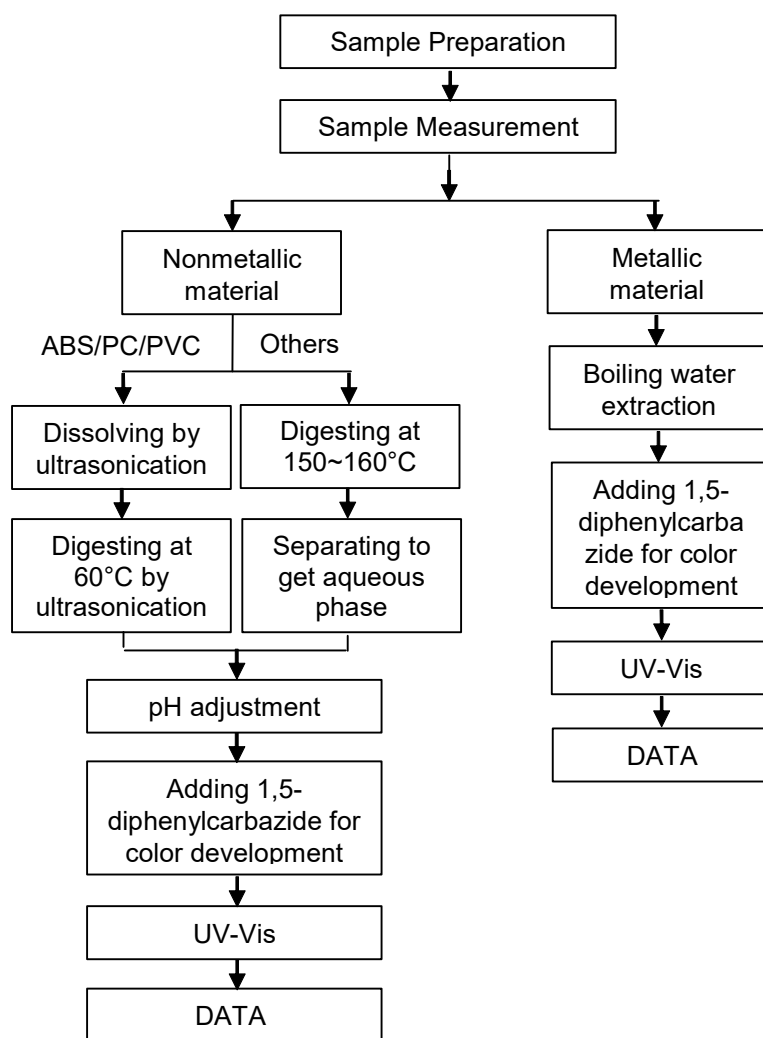 Sample Preparation
Sample Measurement
Nonmetallic
material
ABS/PC/PVC
Others
Dissolving by
ultrasonication
Digesting at
150~160°C
Digesting at
60°C by
ultrasonication
Separating to
get aqueous
phase
pH adjustment
Adding 1,5-
diphenylcarbazide for
color development
UV-Vis
DATA
Metallic
material
Boiling water
extraction
Adding 1,5-
diphenylcarba
zide for color
development
UV-Vis
DATA